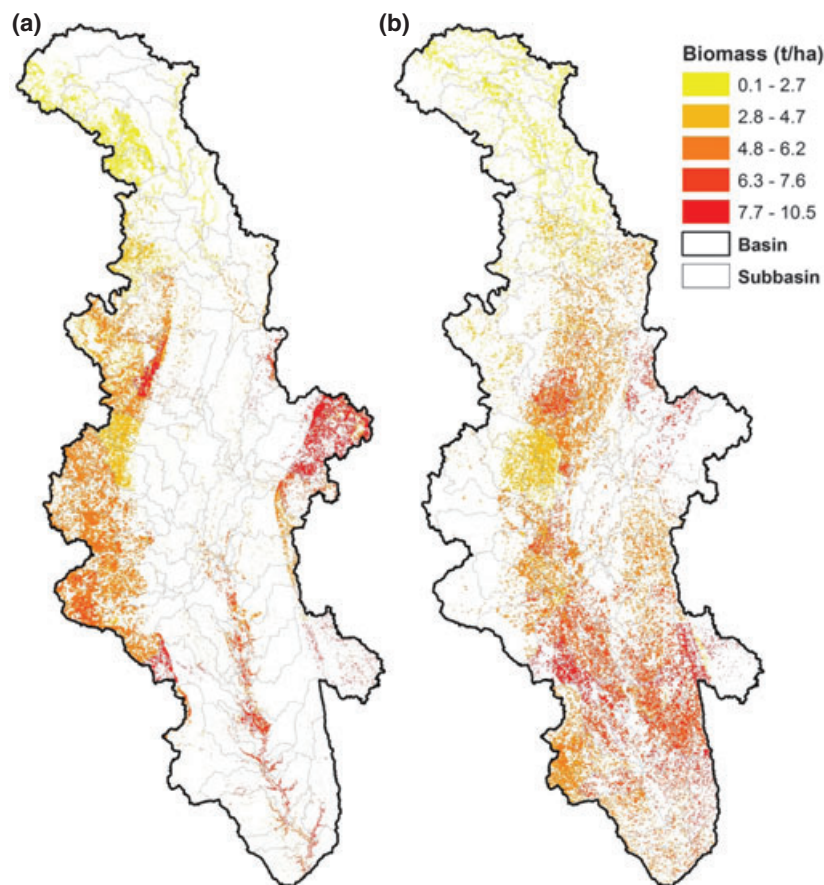 (a)
(b)
Biomass (t/ha)
0.1 - 2.7
2.8 - 4.7
4.8 - 6.2
6.3 - 7.6
7.7 - 10.5
Basin
Subbasin